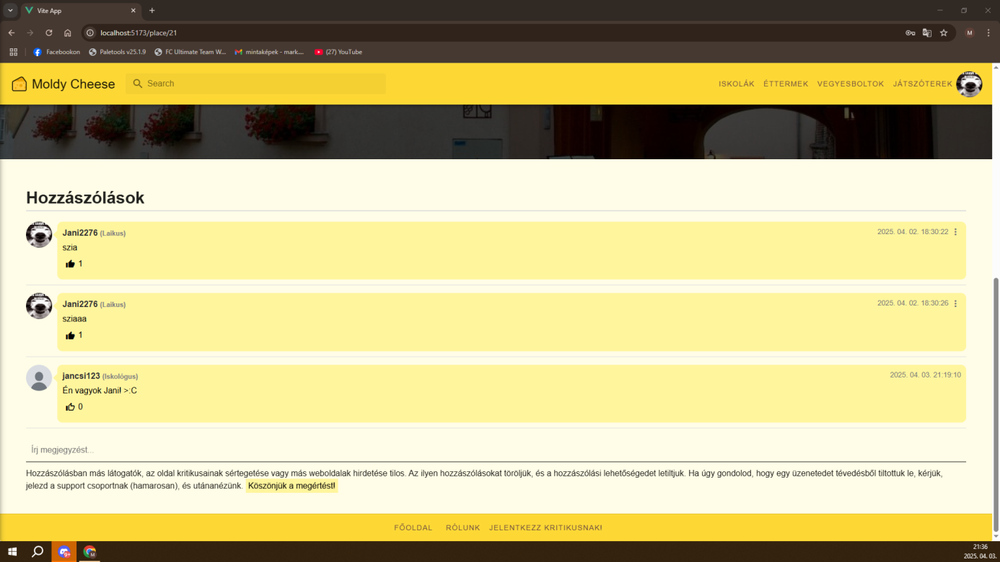 Vite App
localhost:5173/place/21
M
Facebookon
Paletools v25.1.9
FC Ultimate Team W...
mintaképek - mark....
(27) YouTube
Moldy Cheese
Search
ISKOLÁK
ÉTTERMEK
VEGYESBOLTOK
JÁTSZÓTEREK
Hozzászólások
Jani2276 (Laikus)
2025. 04. 02. 18:30:22
szia
1
Jani2276 (Laikus)
2025. 04. 02. 18:30:26
sziaaa
1
jancsi123 (Iskológus)
2025. 04. 03. 21:19:10
Én vagyok Jani! >:C
0
Írj megjegyzést...
Hozzászólásban más látogatók, az oldal kritikusainak sértegetése vagy más weboldalak hirdetése tilos. Az ilyen hozzászólásokat töröljük, és a hozzászólási lehetőségedet letiltjuk. Ha úgy gondolod, hogy egy üzenetedet tévedésből tiltottuk le, kérjük,
jelezd a support csoportnak (hamarosan), és utánanézünk. Köszönjük a megértést!
FŐOLDAL
RÓLUNK
JELENTKEZZ KRITIKUSNAK!
9+
M
21:36
2025. 04. 03.